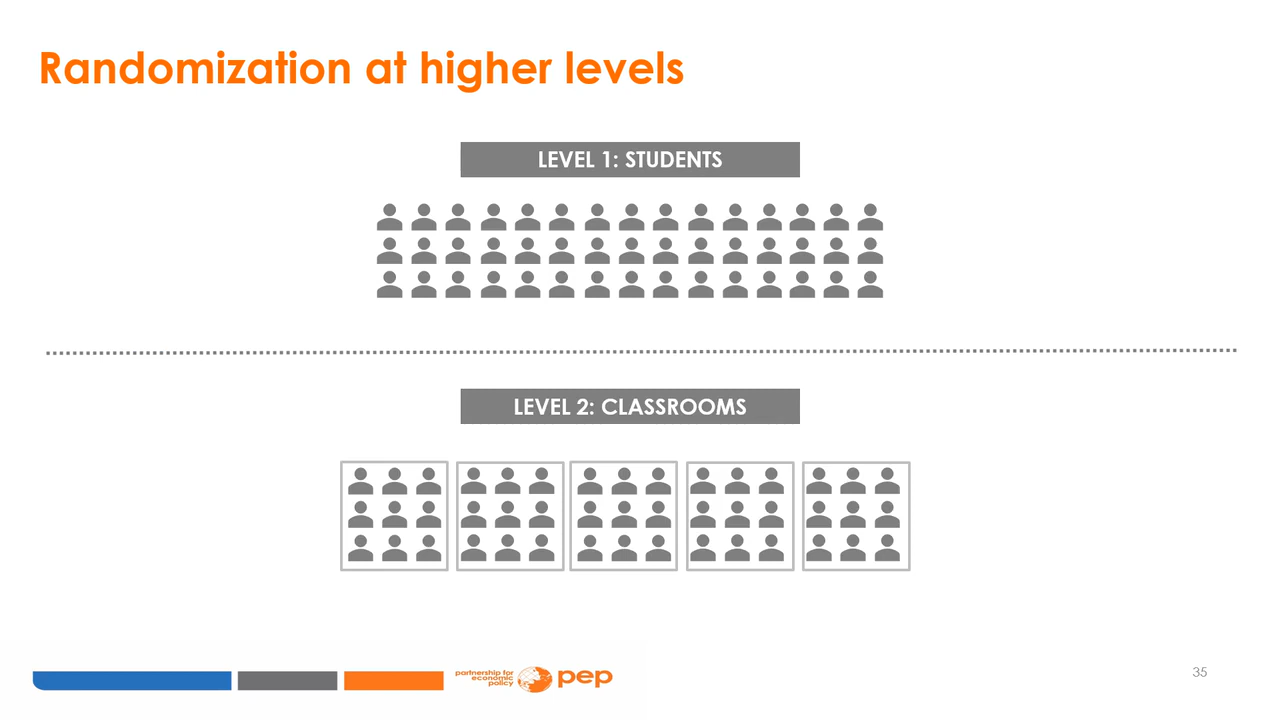 Randomization at higher levels
LEVEL 1: STUDENTS
LEVEL 2: CLASSROOMS
partnership for
economic
policy
pep
35